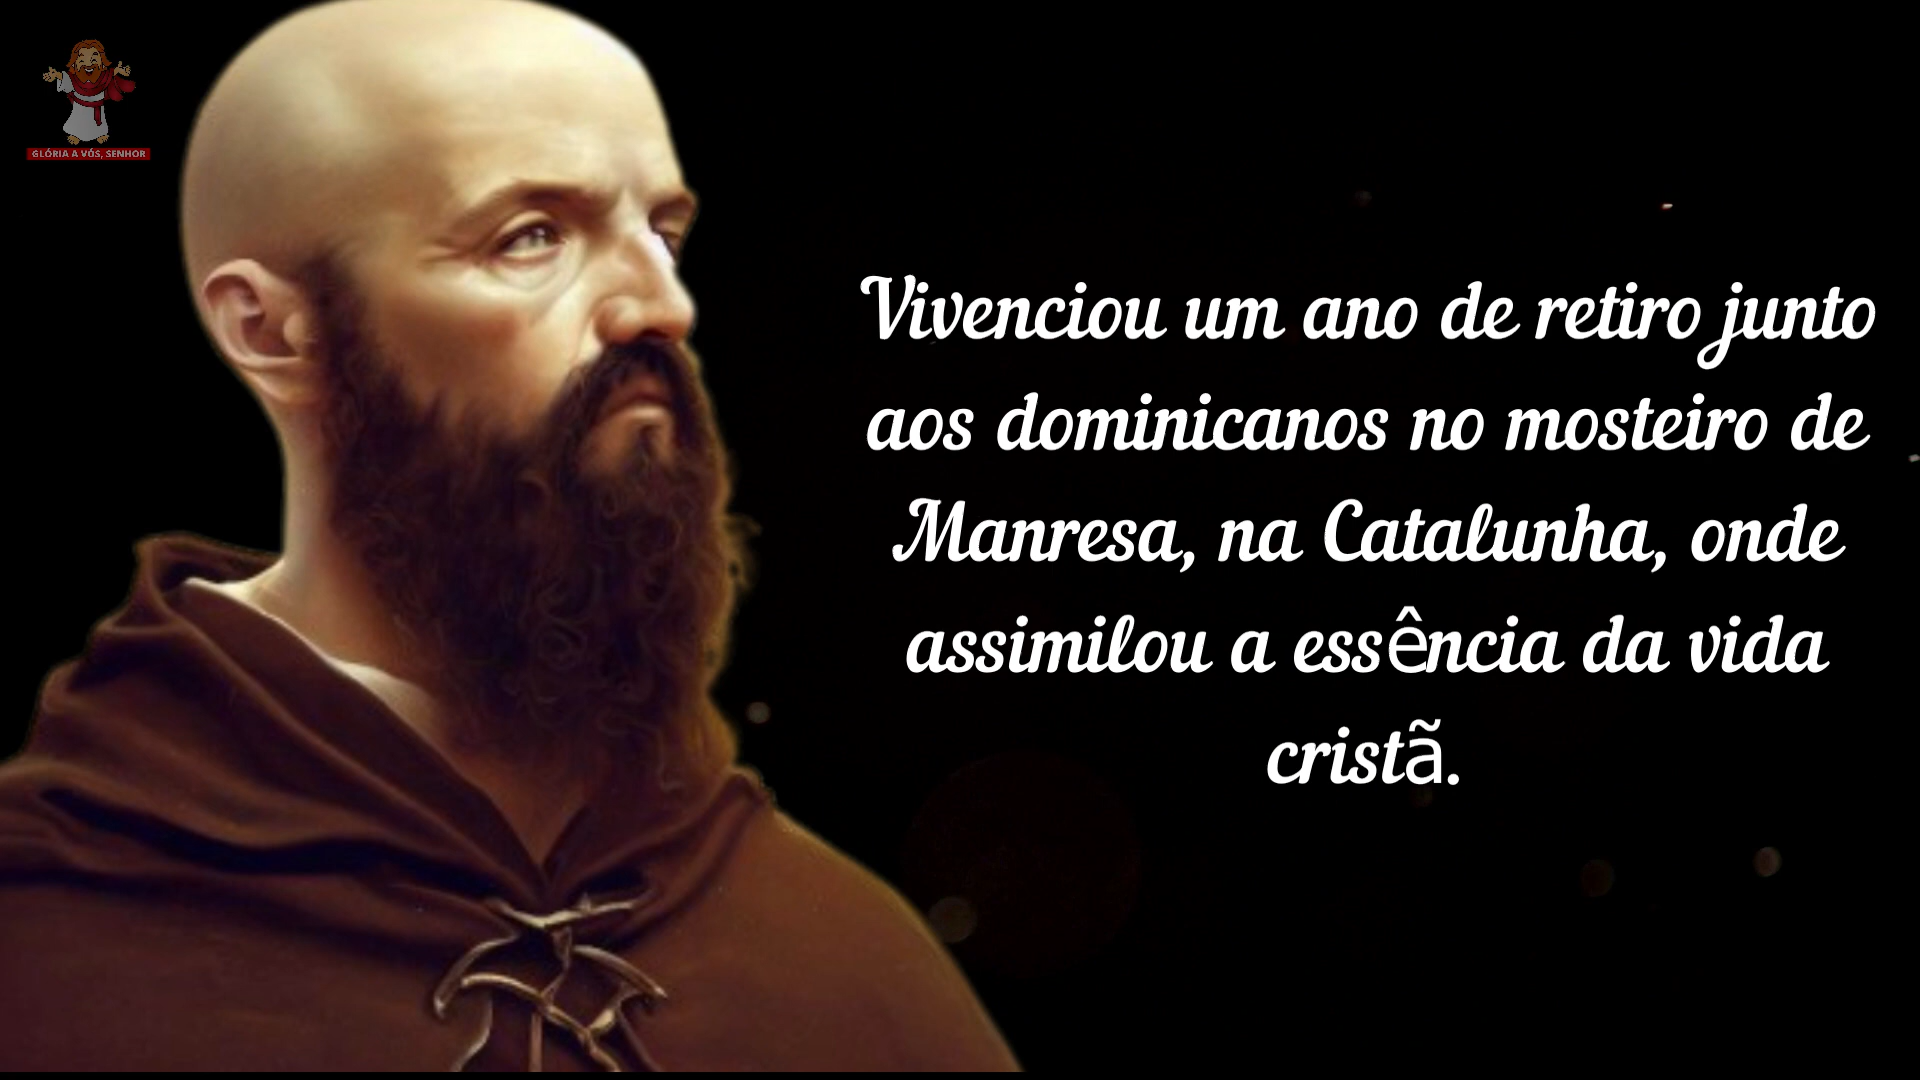 GLÓRIA A VÓS, SENHOR
Vivenciou um ano de retiro junto
aos dominicanos no mosteiro de
Manresa, na Catalunha, onde
assimilou a essência da vida
cristã.